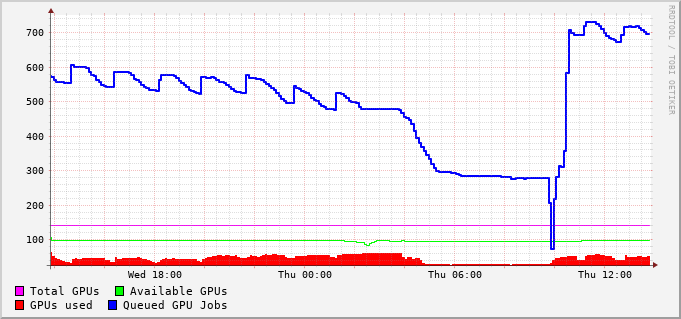 700
600
500
400
300
200
100
Wed 18:00 Thu 00:00 Thu 06:00 Thu 12:00
Total GPUs Available GPUs
GPUs used Queued GPU Jobs
RRDTOOL / TOBI OETIKER